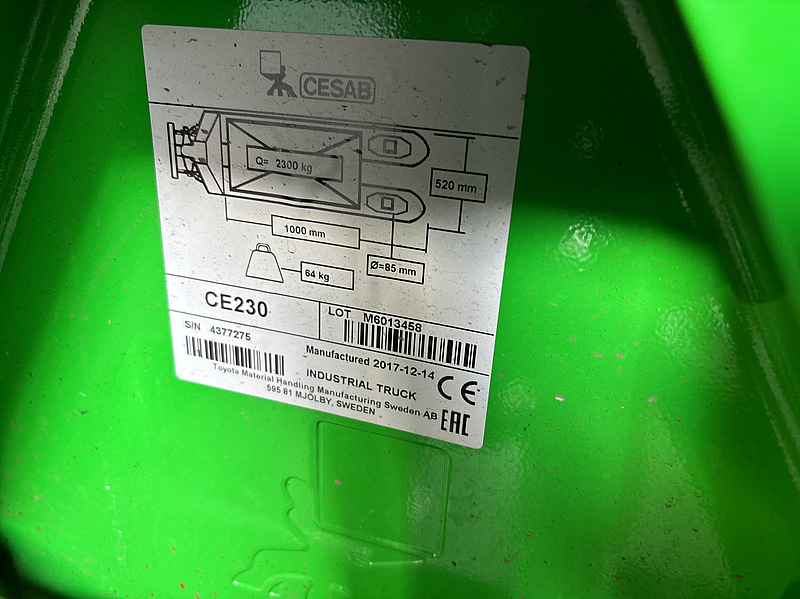 CESAB
Q= 2300 kg
520 mm
1000 mm
Ø=85 mm
64 kg
CE230
LOT M6013458
S/N 4377275
Manufactured 2017-12-14
INDUSTRIAL TRUCK
CE
Toyota Material Handling Manufacturing Sweden AB
595 81 MJÖLBY, SWEDEN
EAC